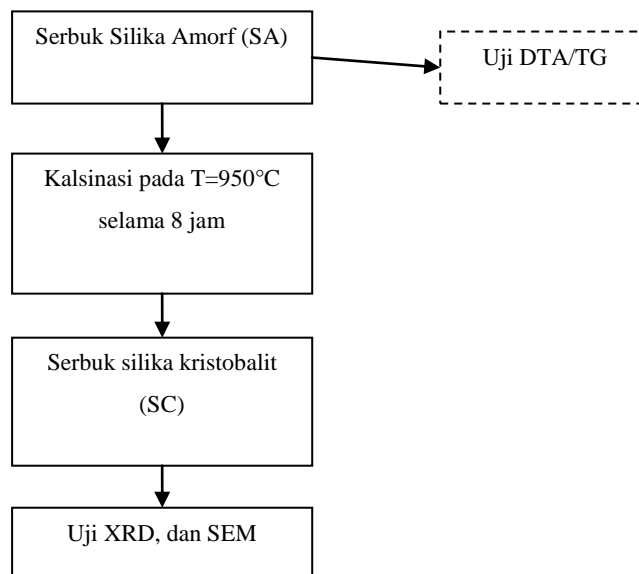 Serbuk Silika Amorf (SA)
Uji DTA/TG
Kalsinasi pada T=950°C
selama 8 jam
Serbuk silika kristobalit
(SC)
Uji XRD, dan SEM